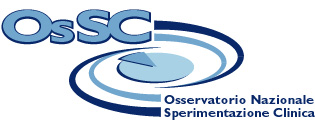 OsSC
Osservatorio Nazionale
Sperimentazione Clinica